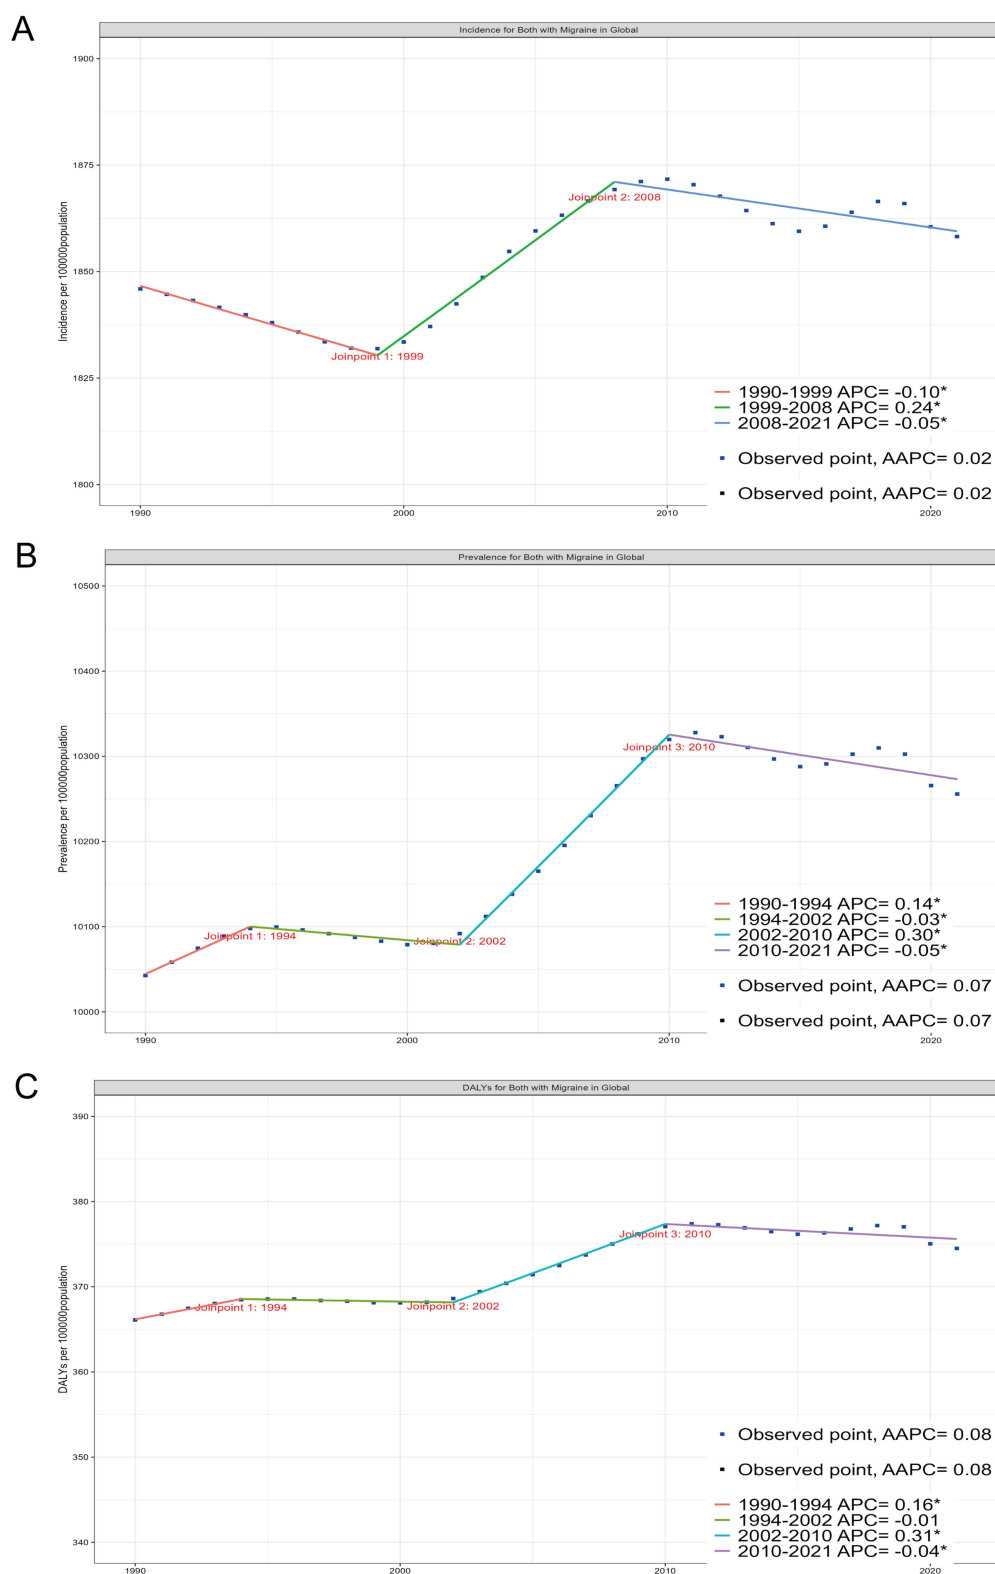 A
Incidence for Both with Migraine in Global
Incidence per 100000population
1900
1875
1850
1825
1800
Joinpoint 2: 2008
Joinpoint 1: 1999
1990-1999 APC= -0.10*
1999-2008 APC= 0.24*
2008-2021 APC= -0.05*
Observed point, AAPC= 0.02
Observed point, AAPC= 0.02
1990
2000
2010
2020
B
Prevalence for Both with Migraine in Global
Prevalence per 100000population
10500
10400
10300
10200
10100
10000
Joinpoint 3: 2010
Joinpoint 1: 1994
Joinpoint 2: 2002
1990-1994 APC= 0.14*
1994-2002 APC= -0.03*
2002-2010 APC= 0.30*
2010-2021 APC= -0.05*
Observed point, AAPC= 0.07
Observed point, AAPC= 0.07
1990
2000
2010
2020
C
DALYs for Both with Migraine in Global
DALYs per 100000population
390
380
370
360
350
340
Joinpoint 3: 2010
Joinpoint 1: 1994
Joinpoint 2: 2002
Observed point, AAPC= 0.08
Observed point, AAPC= 0.08
1990-1994 APC= 0.16*
1994-2002 APC= -0.01
2002-2010 APC= 0.31*
2010-2021 APC= -0.04*
1990
2000
2010
2020